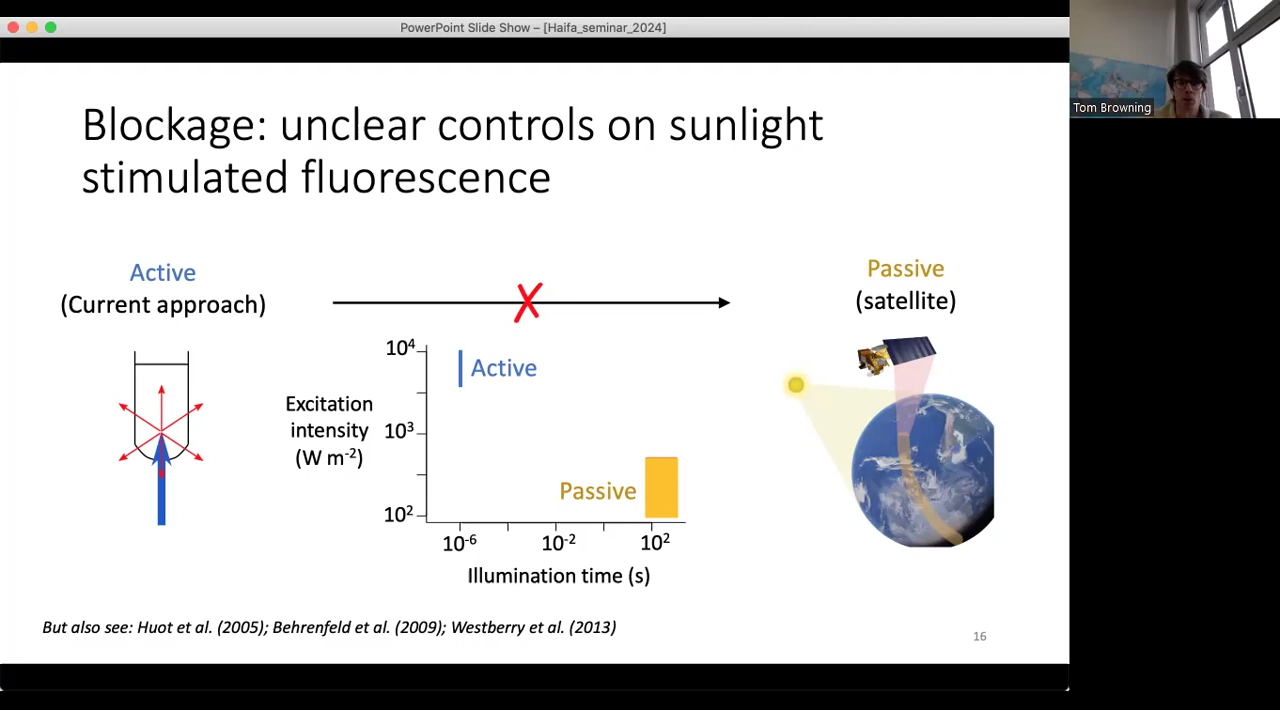 PowerPoint Slide Show – [Haifa_seminar_2024]
Tom Browning
Blockage: unclear controls on sunlight
stimulated fluorescence
Active
(Current approach)
Passive
(satellite)
10⁴
Active
Excitation
intensity
(W m⁻²)
10³
Passive
10²
10⁻⁶ 10⁻² 10²
Illumination time (s)
But also see: Huot et al. (2005); Behrenfeld et al. (2009); Westberry et al. (2013)
16